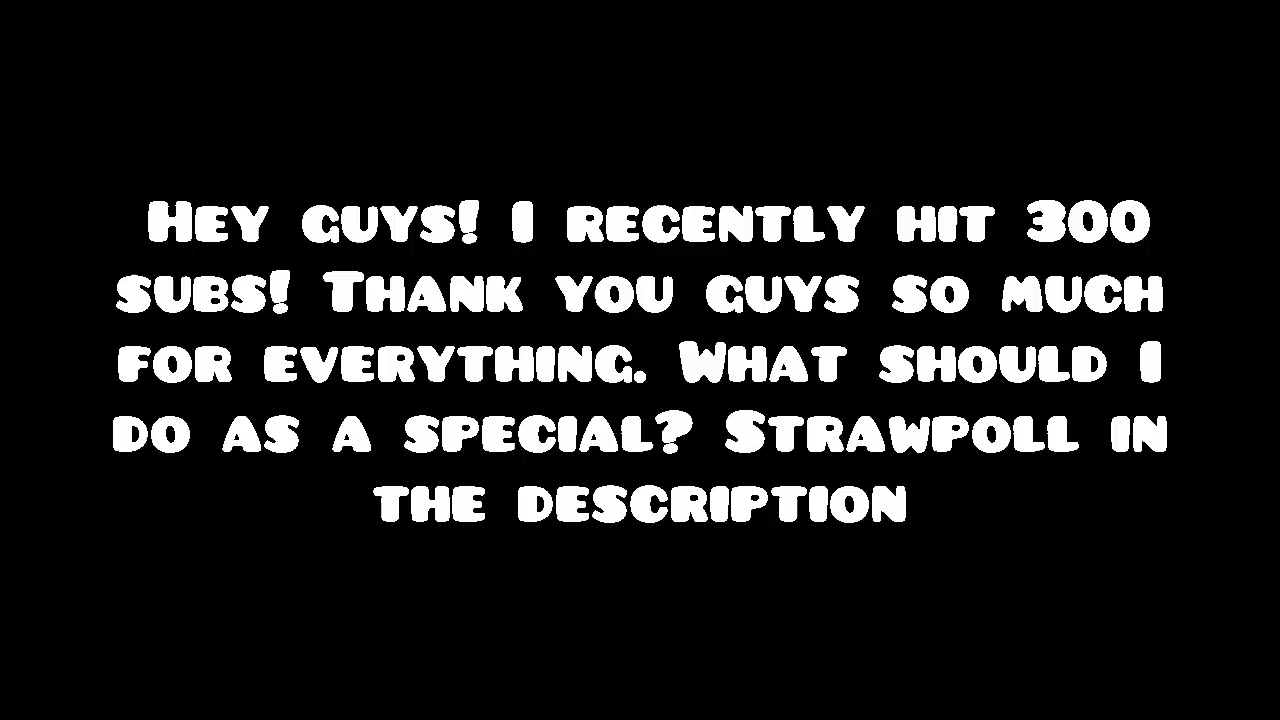 Hey guys! I recently hit 300
subs! Thank you guys so much
for everything. What should I
do as a special? Strawpoll in
the description